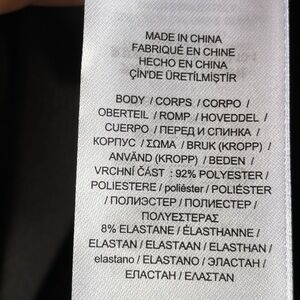 MADE IN CHINA
FABRIQUÉ EN CHINE
HECHO EN CHINA
ÇİN'DE ÜRETİLMİŞTİR
BODY / CORPS / CORPO /
OBERTEIL / ROMP / HOVEDDEL /
CUERPO / ПЕРЕД И СПИНКА /
КОРПУС / ΣΩΜΑ / BRUK (KROPP) /
ANVÄND (KROPP) / BEDEN /
VRCHNÍ ČÁST : 92% POLYESTER /
POLIESTERE / poliéster / POLIÉSTER
/ ПОЛИЭСТЕР / ПОЛИЕСТЕР /
ΠΟΛΥΕΣΤΕΡΑΣ
8% ELASTANE / ÉLASTHANNE /
ELASTAN / ELASTAAN / ELASTHAN /
elastano / ELASTANO / ЭЛАСТАН /
ЕЛАСТАН / ΕΛΑΣΤΑΝ